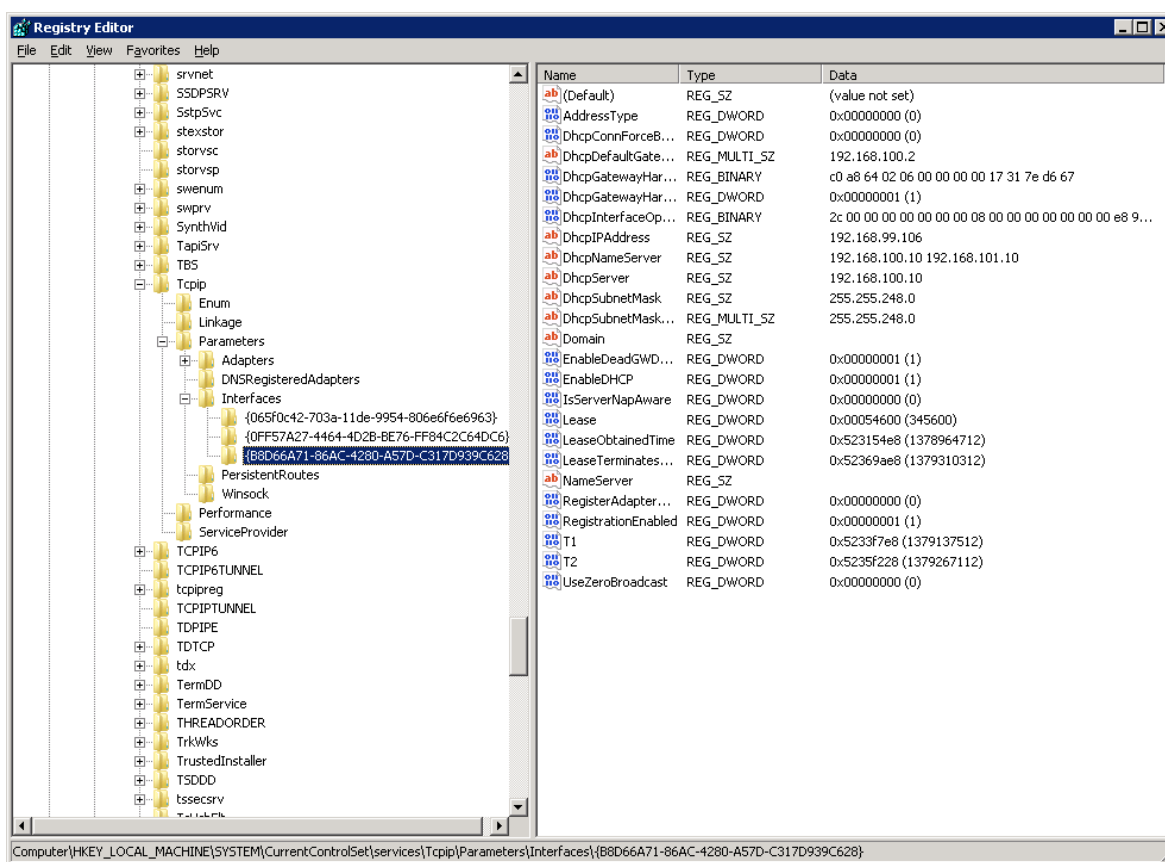 Registry Editor
File Edit View Favorites Help
srvnet
SSDPSRV
SstpSvc
stexstor
storvsc
storvsp
swenum
swprv
SynthVid
TapiSrv
TBS
Tcpip
Enum
Linkage
Parameters
Adapters
DNSRegisteredAdapters
Interfaces
{065f0c42-703a-11de-9954-806e6f6e6963}
{0FF57A27-4464-4D2B-BE76-FF84C2C64DC6}
{B8D66A71-86AC-4280-A57D-C317D939C628
PersistentRoutes
Winsock
Performance
ServiceProvider
TCPIP6
TCPIP6TUNNEL
tcpipreg
TCPIPTUNNEL
TDPIPE
TDTCP
tdx
TermDD
TermService
THREADORDER
TrkWks
TrustedInstaller
TSDDD
tssecsrv
Name Type Data
(Default) REG_SZ (value not set)
AddressType REG_DWORD 0x00000000 (0)
DhcpConnForceB... REG_DWORD 0x00000000 (0)
DhcpDefaultGate... REG_MULTI_SZ 192.168.100.2
DhcpGatewayHar... REG_BINARY c0 a8 64 02 06 00 00 00 00 17 31 7e d6 67
DhcpGatewayHar... REG_DWORD 0x00000001 (1)
DhcpInterfaceOp... REG_BINARY 2c 00 00 00 00 00 00 00 08 00 00 00 00 00 00 00 e8 9...
DhcpIPAddress REG_SZ 192.168.99.106
DhcpNameServer REG_SZ 192.168.100.10 192.168.101.10
DhcpServer REG_SZ 192.168.100.10
DhcpSubnetMask REG_SZ 255.255.248.0
DhcpSubnetMask... REG_MULTI_SZ 255.255.248.0
Domain REG_SZ
EnableDeadGWD... REG_DWORD 0x00000001 (1)
EnableDHCP REG_DWORD 0x00000001 (1)
IsServerNapAware REG_DWORD 0x00000000 (0)
Lease REG_DWORD 0x00054600 (345600)
LeaseObtainedTime REG_DWORD 0x523154e8 (1378964712)
LeaseTerminates... REG_DWORD 0x52369ae8 (1379310312)
NameServer REG_SZ
RegisterAdapter... REG_DWORD 0x00000000 (0)
RegistrationEnabled REG_DWORD 0x00000001 (1)
T1 REG_DWORD 0x5233f7e8 (1379137512)
T2 REG_DWORD 0x5235f228 (1379267112)
UseZeroBroadcast REG_DWORD 0x00000000 (0)
Computer\HKEY_LOCAL_MACHINE\SYSTEM\CurrentControlSet\services\Tcpip\Parameters\Interfaces\{B8D66A71-86AC-4280-A57D-C317D939C628}